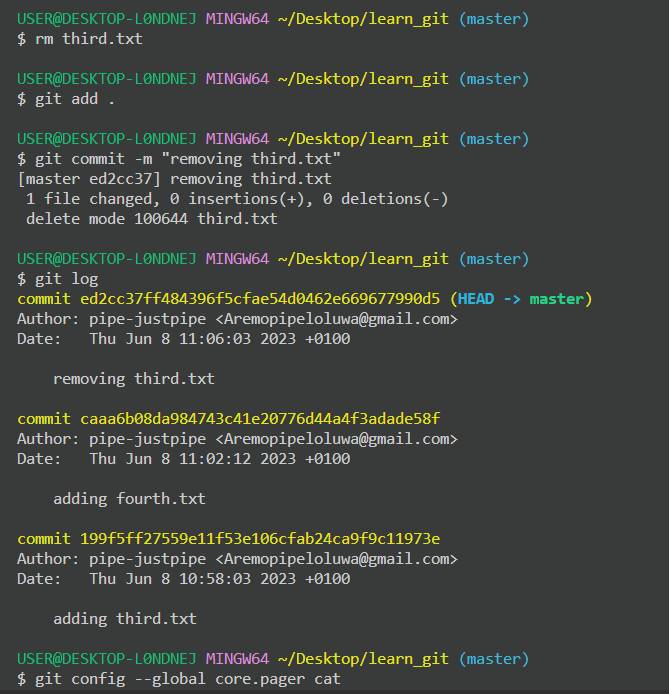 USER@DESKTOP-L0NDNEJ MINGW64 ~/Desktop/learn_git (master)
$ rm third.txt
USER@DESKTOP-L0NDNEJ MINGW64 ~/Desktop/learn_git (master)
$ git add .
USER@DESKTOP-L0NDNEJ MINGW64 ~/Desktop/learn_git (master)
$ git commit -m "removing third.txt"
[master ed2cc37] removing third.txt
 1 file changed, 0 insertions(+), 0 deletions(-)
 delete mode 100644 third.txt
USER@DESKTOP-L0NDNEJ MINGW64 ~/Desktop/learn_git (master)
$ git log
commit ed2cc37ff484396f5cfae54d0462e669677990d5 (HEAD -> master)
Author: pipe-justpipe <Aremopipeloluwa@gmail.com>
Date:   Thu Jun 8 11:06:03 2023 +0100
    removing third.txt
commit caaa6b08da984743c41e20776d44a4f3adade58f
Author: pipe-justpipe <Aremopipeloluwa@gmail.com>
Date:   Thu Jun 8 11:02:12 2023 +0100
    adding fourth.txt
commit 199f5ff27559e11f53e106cfab24ca9f9c11973e
Author: pipe-justpipe <Aremopipeloluwa@gmail.com>
Date:   Thu Jun 8 10:58:03 2023 +0100
    adding third.txt
USER@DESKTOP-L0NDNEJ MINGW64 ~/Desktop/learn_git (master)
$ git config --global core.pager cat